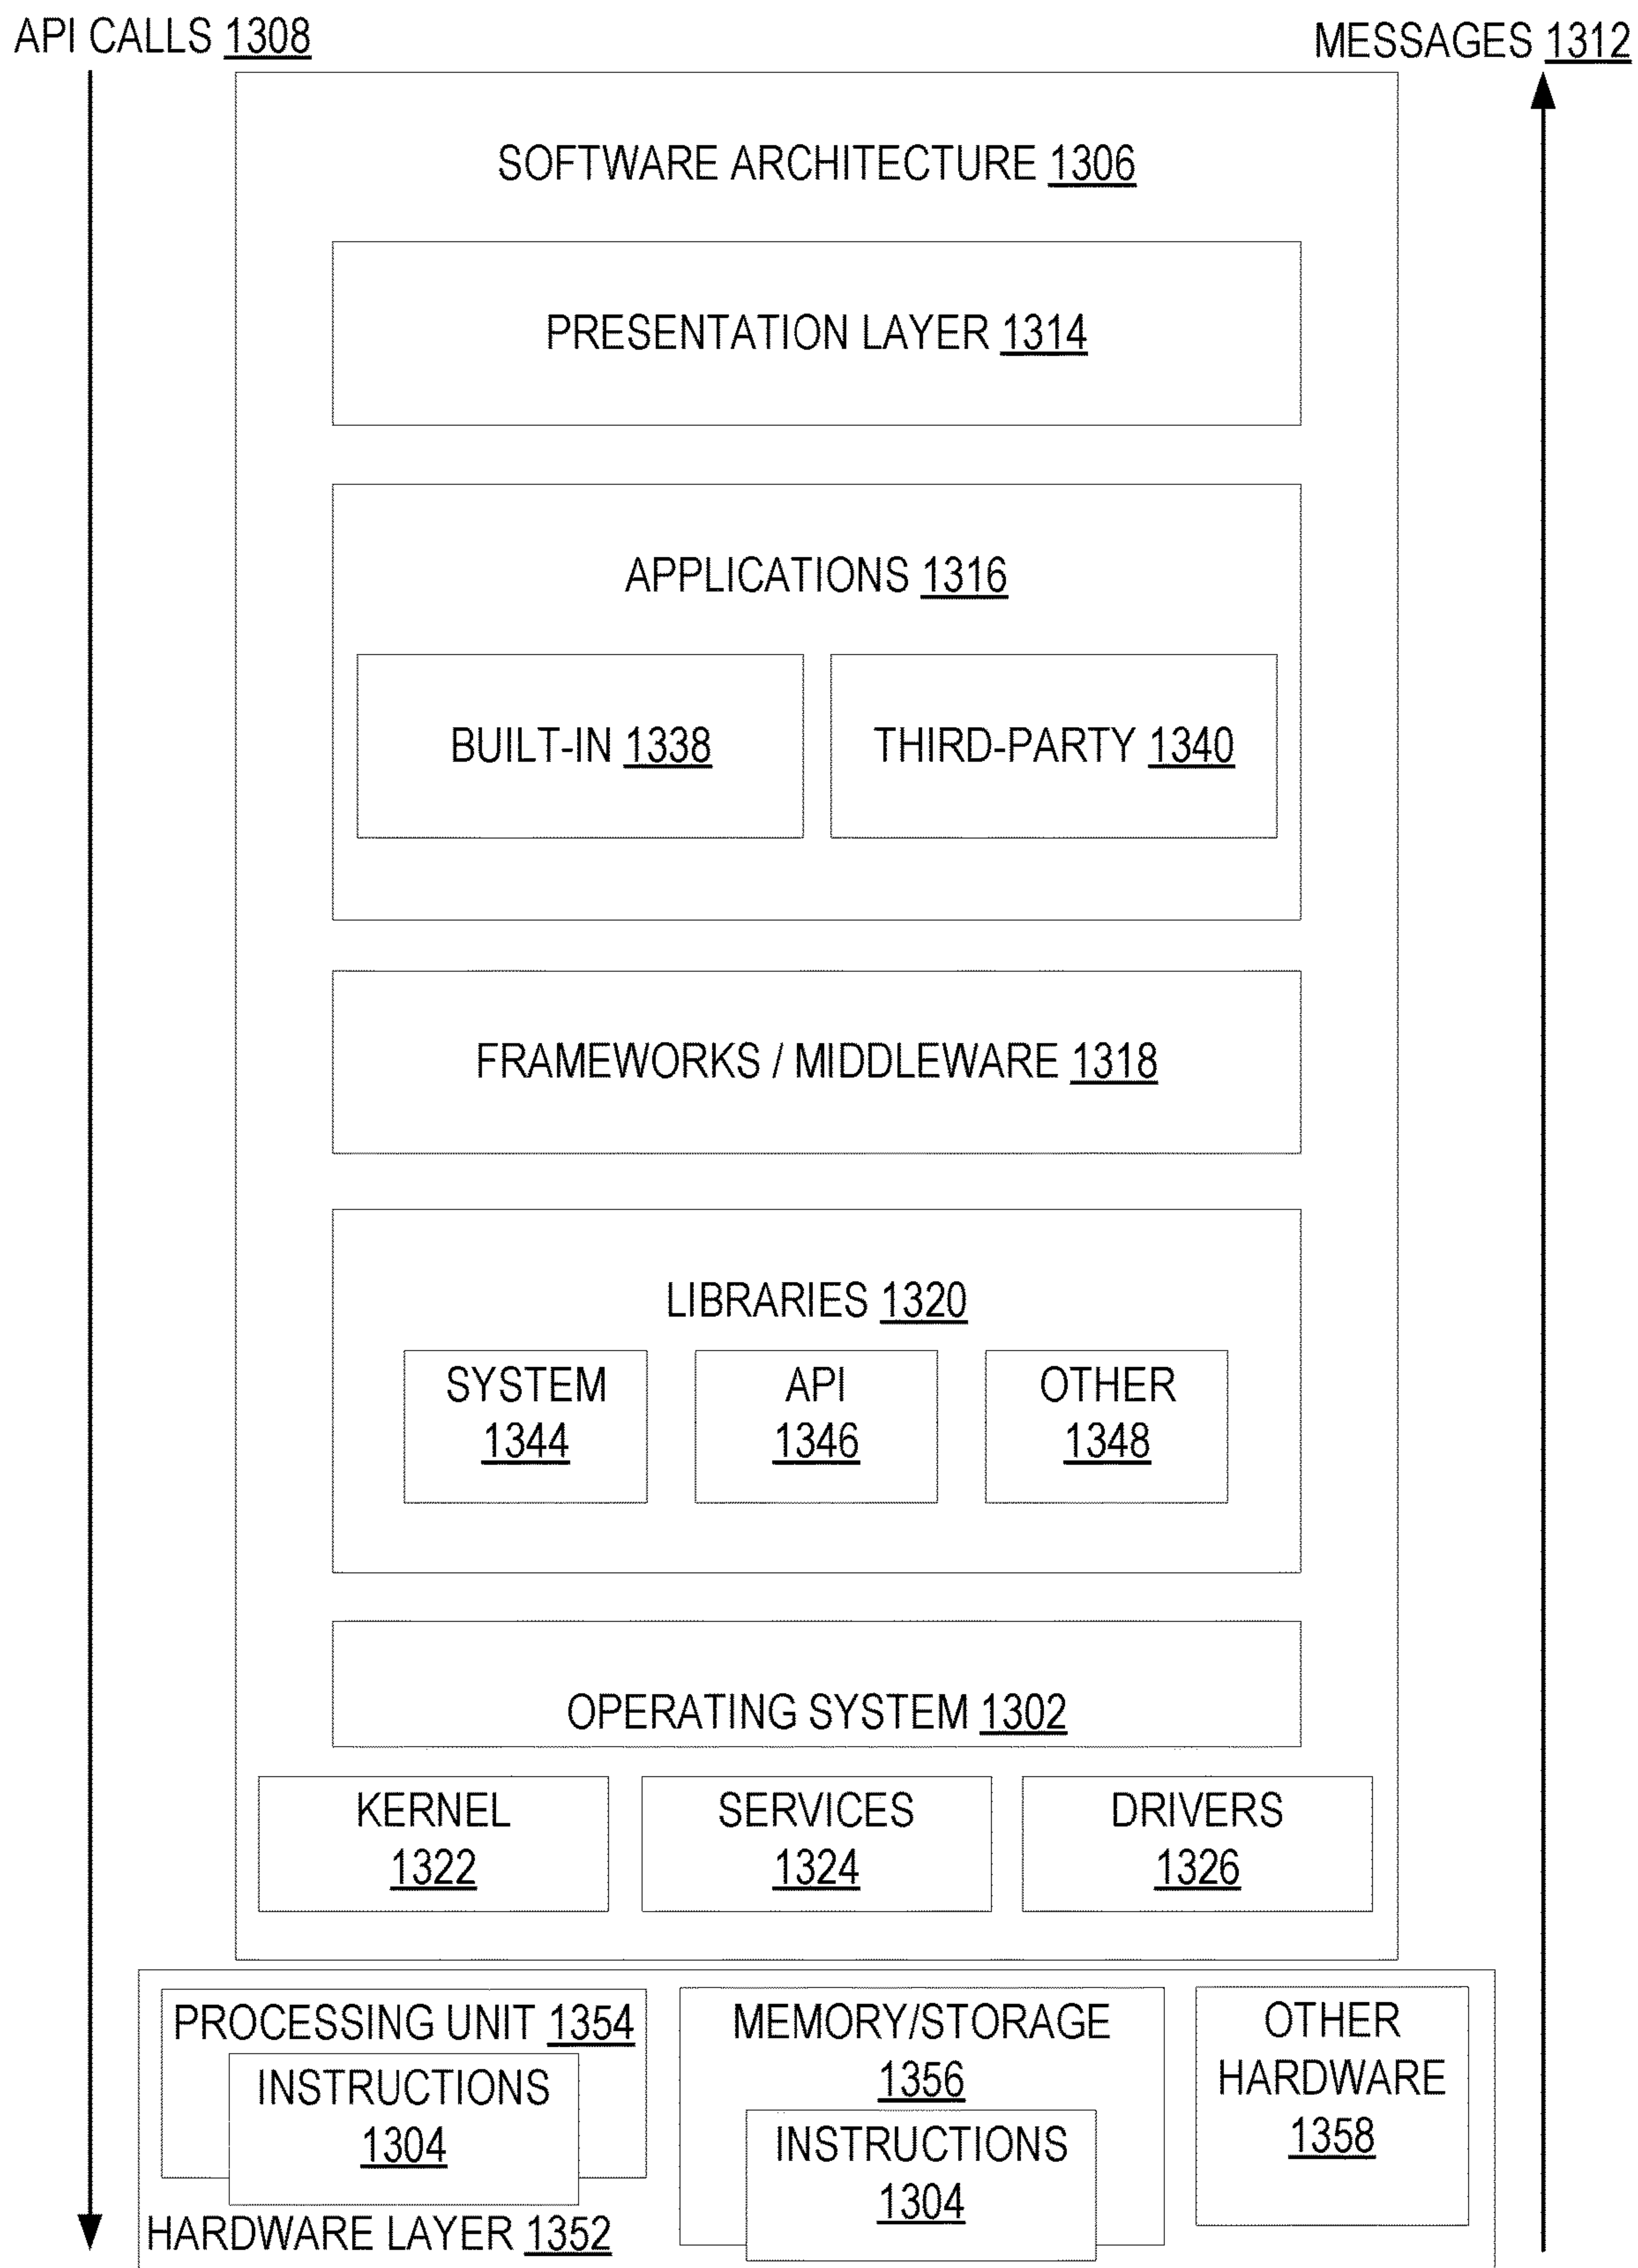 API CALLS 1308
MESSAGES 1312
SOFTWARE ARCHITECTURE 1306
PRESENTATION LAYER 1314
APPLICATIONS 1316
BUILT-IN 1338
THIRD-PARTY 1340
FRAMEWORKS / MIDDLEWARE 1318
LIBRARIES 1320
SYSTEM
1344
API
1346
OTHER
1348
OPERATING SYSTEM 1302
KERNEL
1322
SERVICES
1324
DRIVERS
1326
PROCESSING UNIT 1354
INSTRUCTIONS
1304
MEMORY/STORAGE
1356
INSTRUCTIONS
1304
OTHER
HARDWARE
1358
HARDWARE LAYER 1352